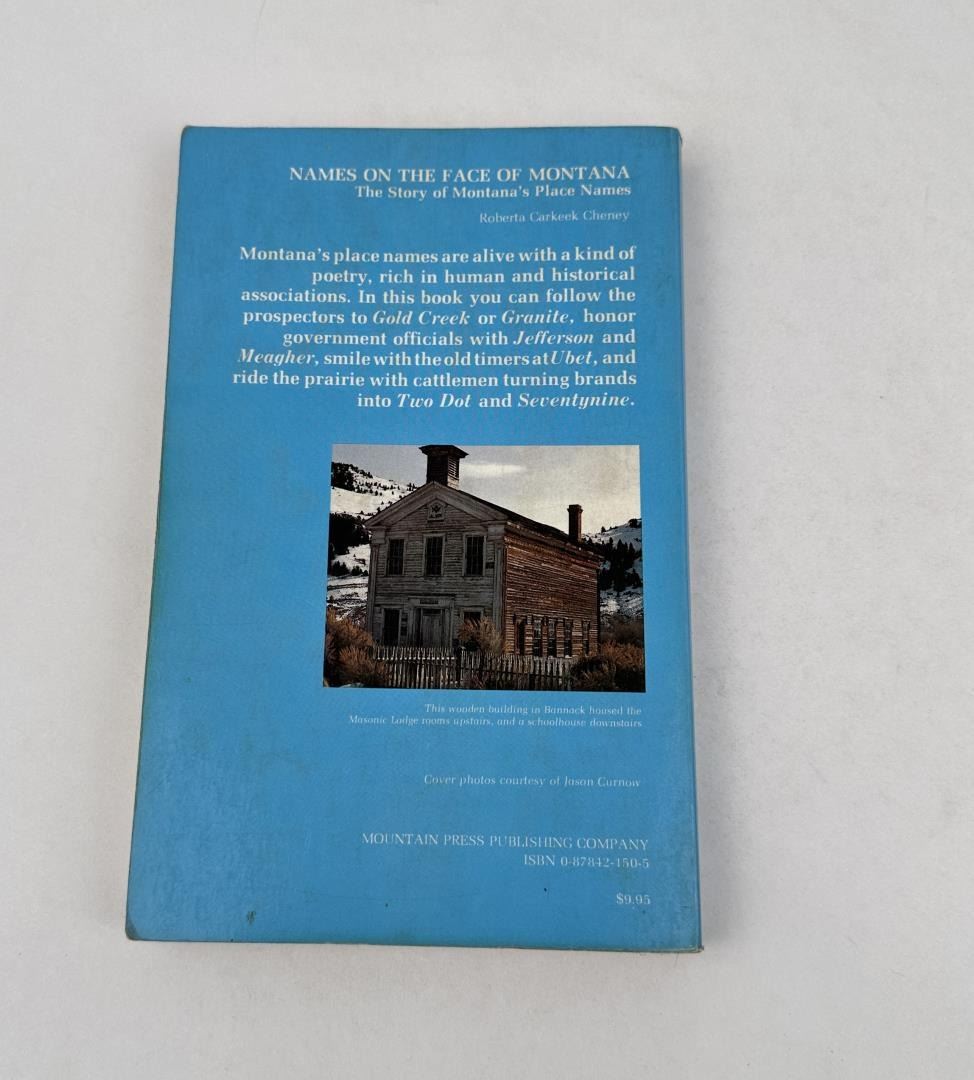 NAMES ON THE FACE OF MONTANA
The Story of Montana's Place Names
Roberta Carkeek Cheney
Montana's place names are alive with a kind of
poetry, rich in human and historical
associations. In this book you can follow the
prospectors to Gold Creek or Granite, honor
government officials with Jefferson and
Meagher, smile with the old timers at Ubet, and
ride the prairie with cattlemen turning brands
into Two Dot and Seventynine.
This wooden building in Bannack housed the
Masonic Lodge rooms upstairs, and a schoolhouse downstairs
Cover photos courtesy of Jason Curnow
MOUNTAIN PRESS PUBLISHING COMPANY
ISBN 0-87842-150-5
$9.95